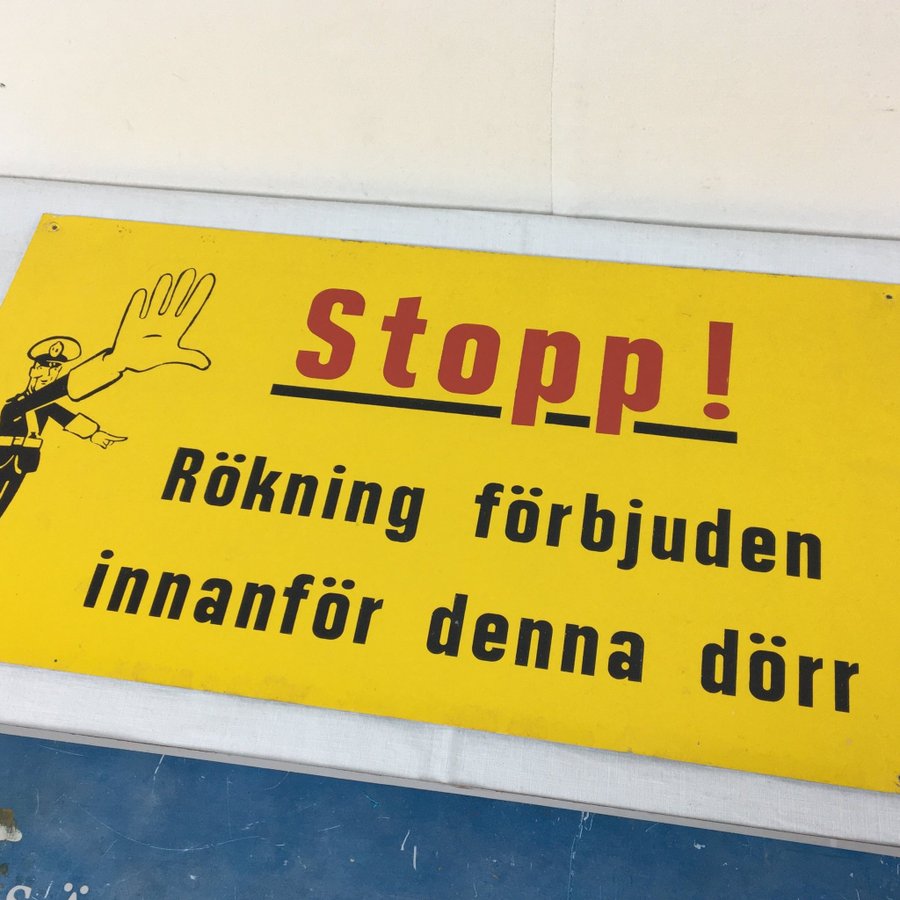 Stopp!
Rökning förbjuden
innanför denna dörr